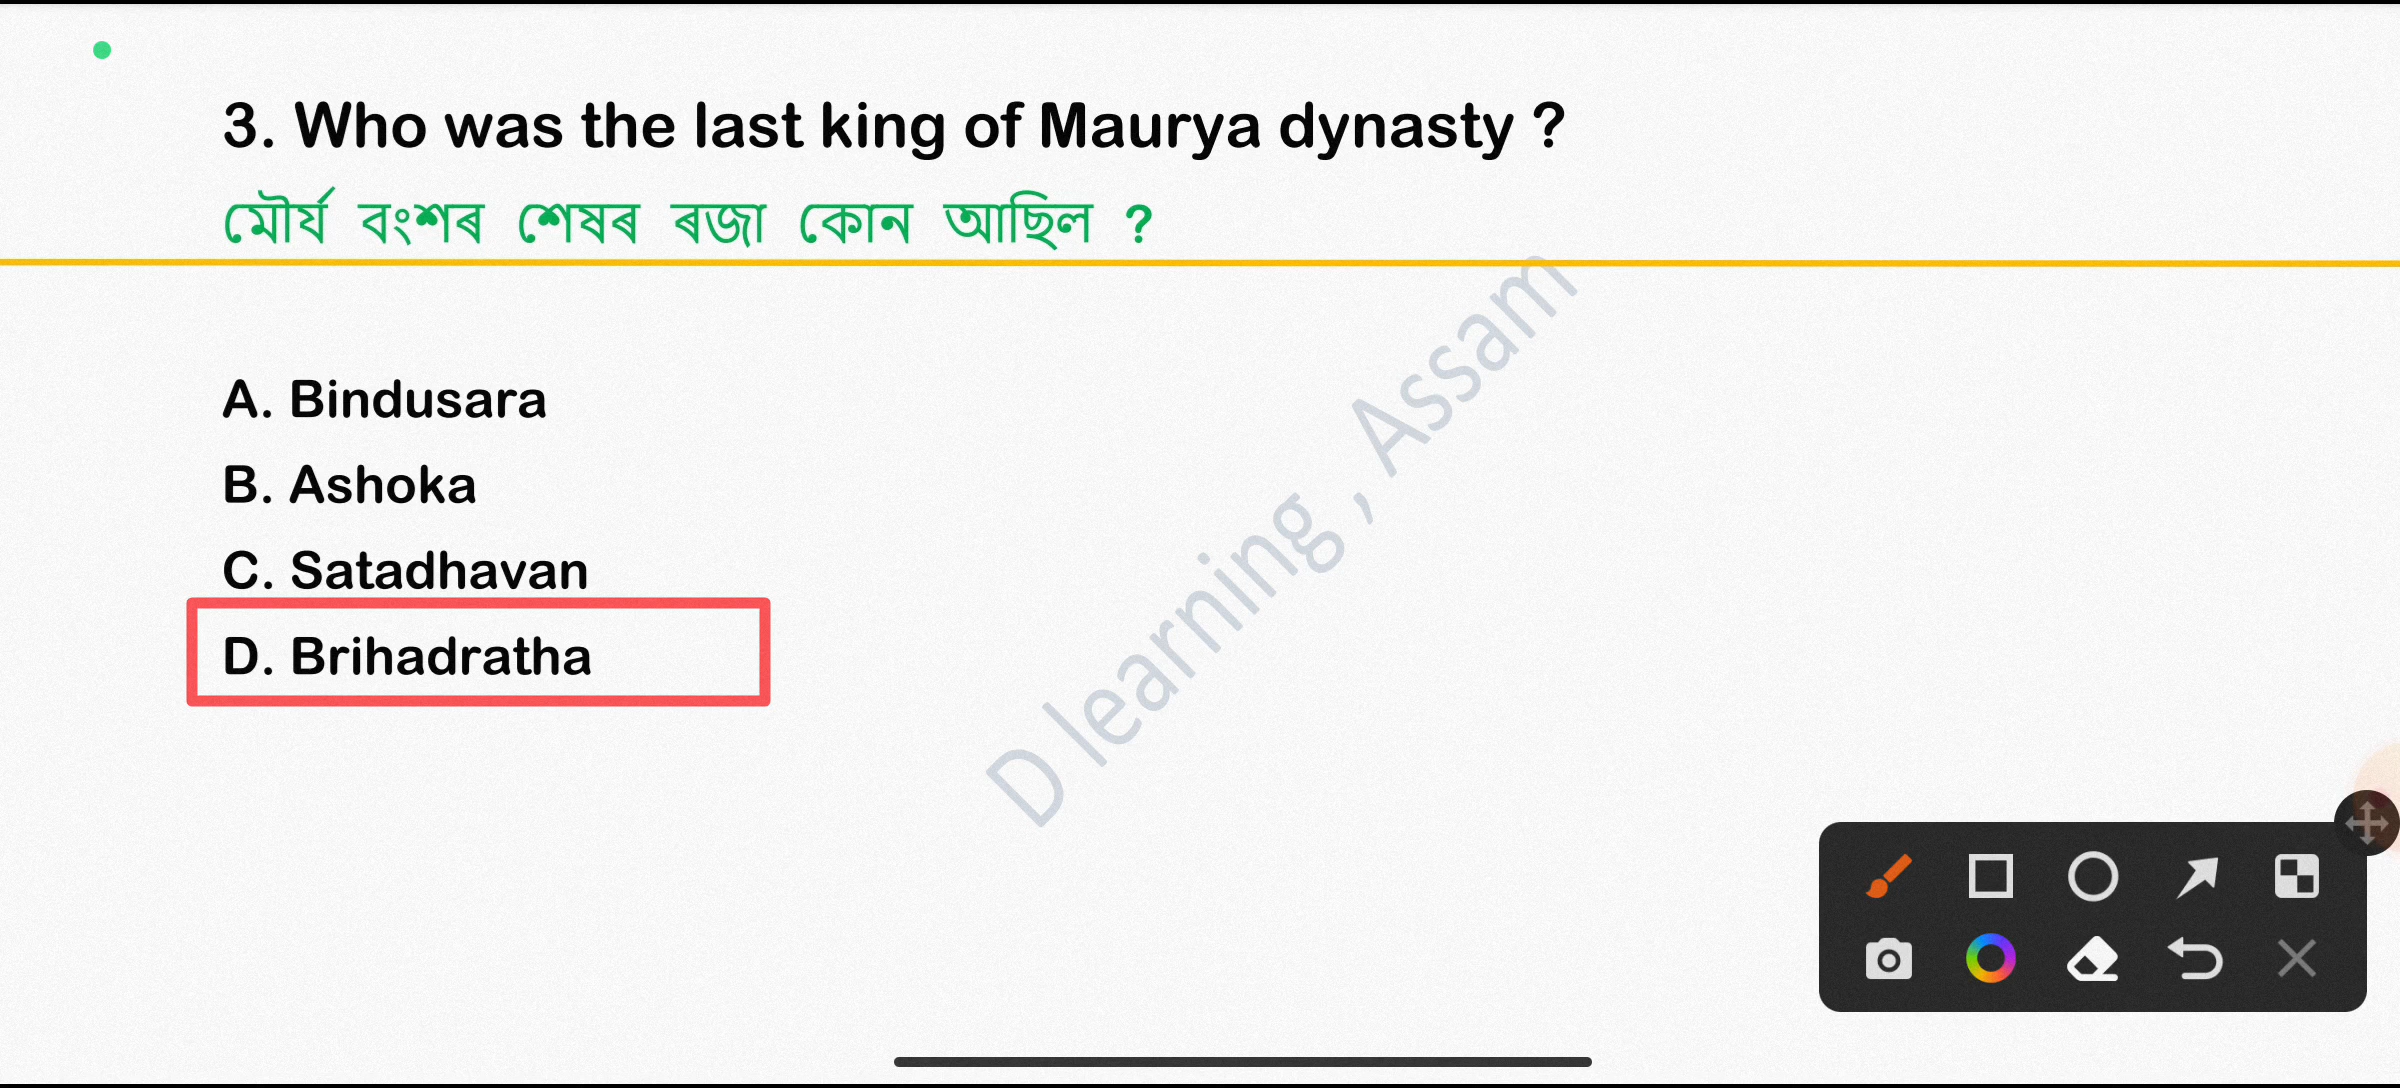 3. Who was the last king of Maurya dynasty ?
মৌৰ্য বংশৰ শেষৰ ৰজা কোন আছিল ?
A. Bindusara
B. Ashoka
C. Satadhavan
D. Brihadratha
D learning , Assam